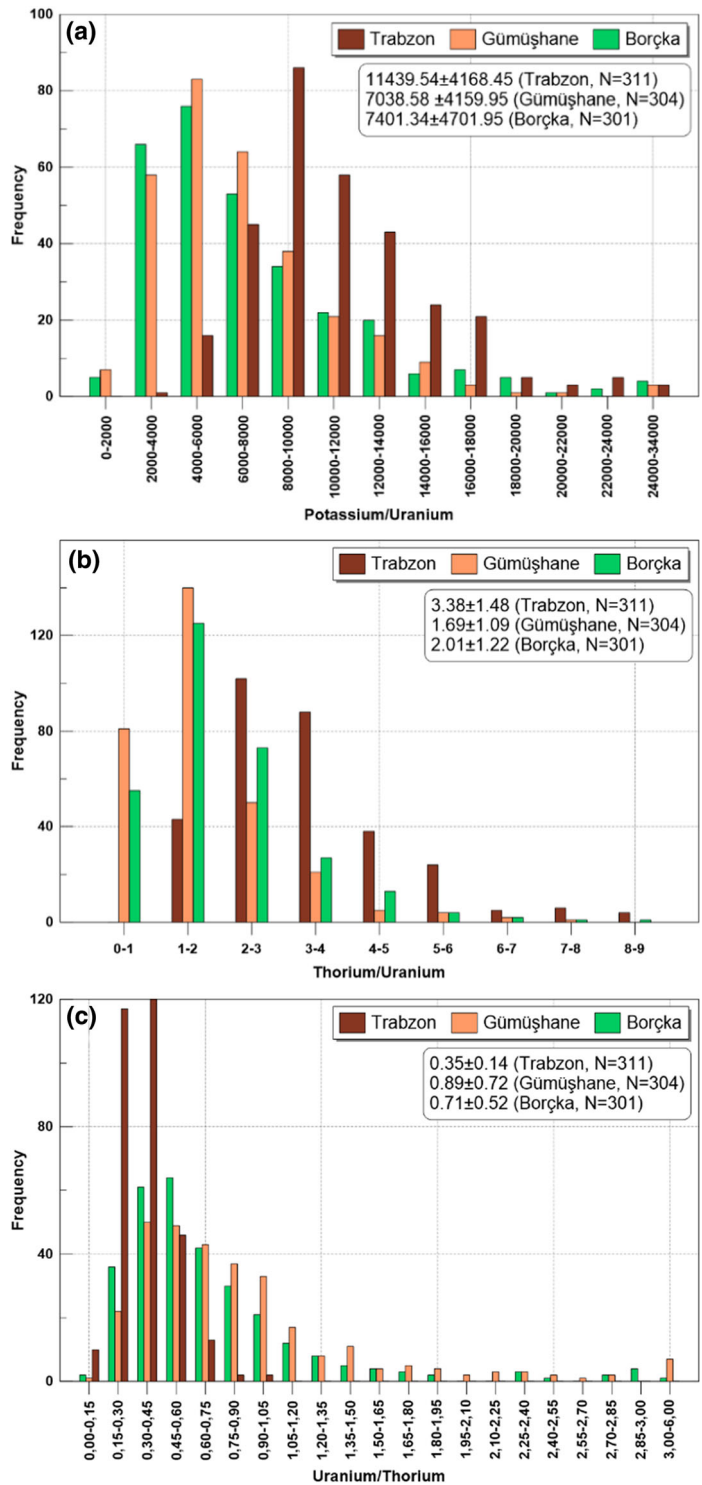 (a)
Trabzon Gümüşhane Borçka
11439.54±4168.45 (Trabzon, N=311)
7038.58 ±4159.95 (Gümüşhane, N=304)
7401.34±4701.95 (Borçka, N=301)
100
80
60
40
20
0
Frequency
0-2000
2000-4000
4000-6000
6000-8000
8000-10000
10000-12000
12000-14000
14000-16000
16000-18000
18000-20000
20000-22000
22000-24000
24000-34000
Potassium/Uranium
(b)
Trabzon Gümüşhane Borçka
3.38±1.48 (Trabzon, N=311)
1.69±1.09 (Gümüşhane, N=304)
2.01±1.22 (Borçka, N=301)
120
80
40
0
Frequency
0-1 1-2 2-3 3-4 4-5 5-6 6-7 7-8 8-9
Thorium/Uranium
(c)
Trabzon Gümüşhane Borçka
0.35±0.14 (Trabzon, N=311)
0.89±0.72 (Gümüşhane, N=304)
0.71±0.52 (Borçka, N=301)
120
80
40
0
Frequency
0,00-0,15
0,15-0,30
0,30-0,45
0,45-0,60
0,60-0,75
0,75-0,90
0,90-1,05
1,05-1,20
1,20-1,35
1,35-1,50
1,50-1,65
1,65-1,80
1,80-1,95
1,95-2,10
2,10-2,25
2,25-2,40
2,40-2,55
2,55-2,70
2,70-2,85
2,85-3,00
3,00-6,00
Uranium/Thorium